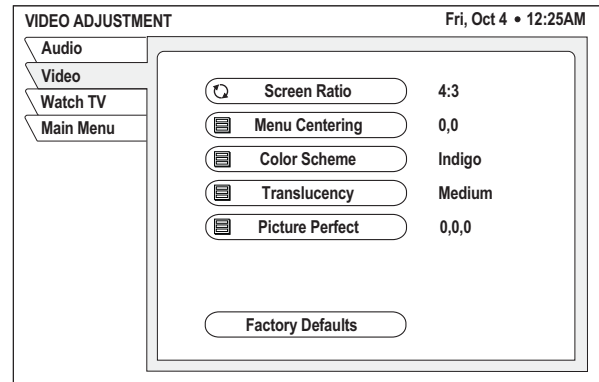 VIDEO ADJUSTMENT
Fri, Oct 4 • 12:25AM
Audio
Video
Watch TV
Main Menu
Screen Ratio 4:3
Menu Centering 0,0
Color Scheme Indigo
Translucency Medium
Picture Perfect 0,0,0
Factory Defaults